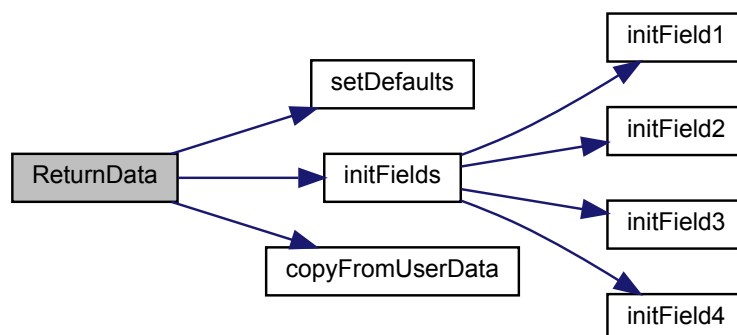 initField1
setDefaults
initField2
ReturnData
initFields
initField3
copyFromUserData
initField4